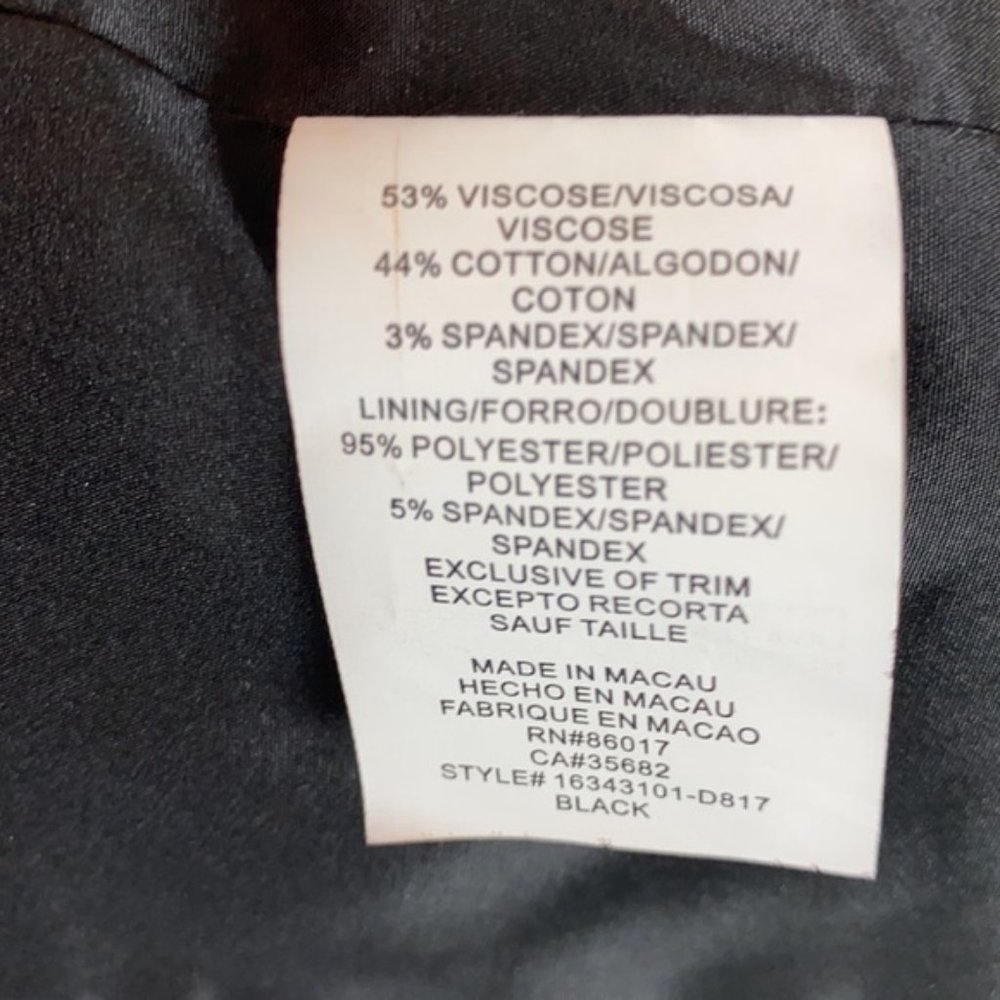 53% VISCOSE/VISCOSA/
VISCOSE
44% COTTON/ALGODON/
COTON
3% SPANDEX/SPANDEX/
SPANDEX
LINING/FORRO/DOUBLURE:
95% POLYESTER/POLIESTER/
POLYESTER
5% SPANDEX/SPANDEX/
SPANDEX
EXCLUSIVE OF TRIM
EXCEPTO RECORTA
SAUF TAILLE
MADE IN MACAU
HECHO EN MACAU
FABRIQUE EN MACAO
RN#86017
CA#35682
STYLE# 16343101-D817
BLACK